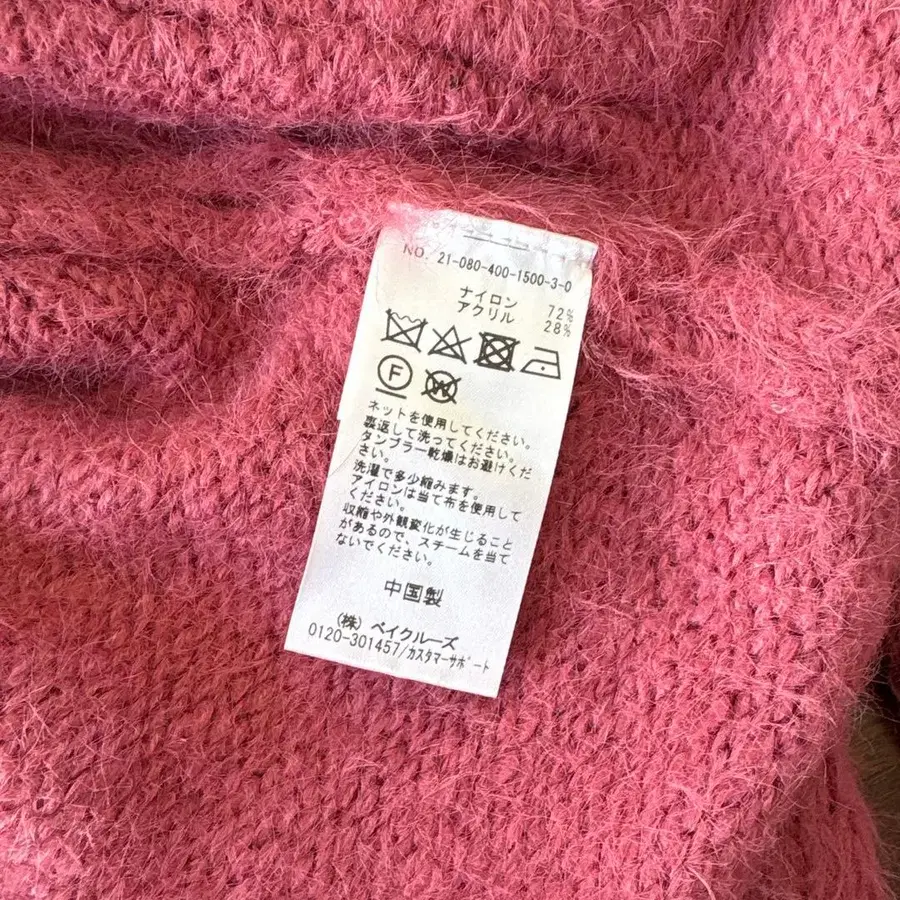 NO. 21-080-400-1500-3-0
ナイロン 72%
アクリル 28%
F
W
ネットを使用してください。
裏返して洗ってください。
タンブラー乾燥はお避けくだ
さい。
洗濯で多少縮みます。
アイロンは当て布を使用して
ください。
収縮や外観変化が生じること
があるので、スチームを当て
ないでください。
中国製
(株) ベイクルーズ
0120-301457/カスタマーサポート